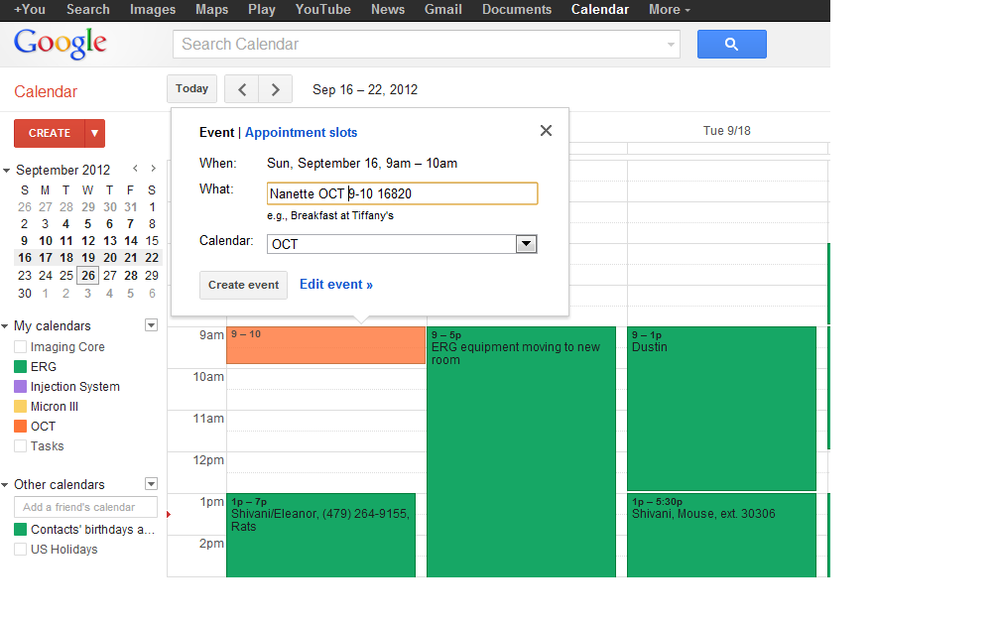 +You Search Images Maps Play YouTube News Gmail Documents Calendar More
Google
Search Calendar
Calendar
Today
Sep 16 – 22, 2012
CREATE
September 2012
S M T W T F S
26 27 28 29 30 31 1
2 3 4 5 6 7 8
9 10 11 12 13 14 15
16 17 18 19 20 21 22
23 24 25 26 27 28 29
30 1 2 3 4 5 6
My calendars
Imaging Core
ERG
Injection System
Micron III
OCT
Tasks
Other calendars
Add a friend's calendar
Contacts' birthdays a...
US Holidays
Event | Appointment slots
When: Sun, September 16, 9am – 10am
What: Nanette OCT 9-10 16820
e.g., Breakfast at Tiffany's
Calendar: OCT
Create event Edit event »
Tue 9/18
9am
10am
11am
12pm
1pm
2pm
9 – 10
1p – 7p
Shivani/Eleanor, (479) 264-9155,
Rats
9 – 5p
ERG equipment moving to new
room
9 – 1p
Dustin
1p – 5:30p
Shivani, Mouse, ext. 30306